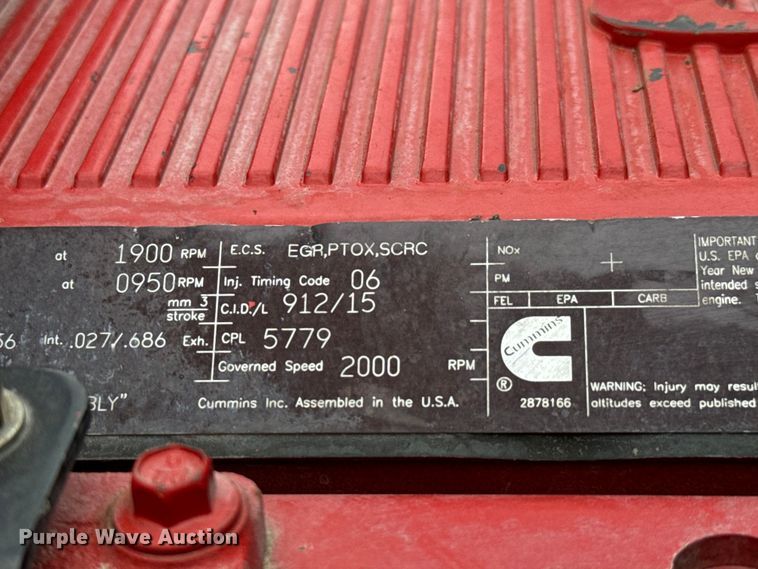 at 1900 RPM E.C.S. EGR,PTOX,SCRC NOx IMPORTANT
at 0950 RPM Inj. Timing Code 06 PM U.S. EPA
Year New
mm 3 stroke C.I.D./L 912/15 intended
FEL EPA CARB engine.
56 Int. .027/.686 Exh. CPL 5779 Cummins
Governed Speed 2000 RPM
® WARNING: Injury may
BLY" Cummins Inc. Assembled in the U.S.A. 2878166 altitudes exceed published
Purple Wave Auction